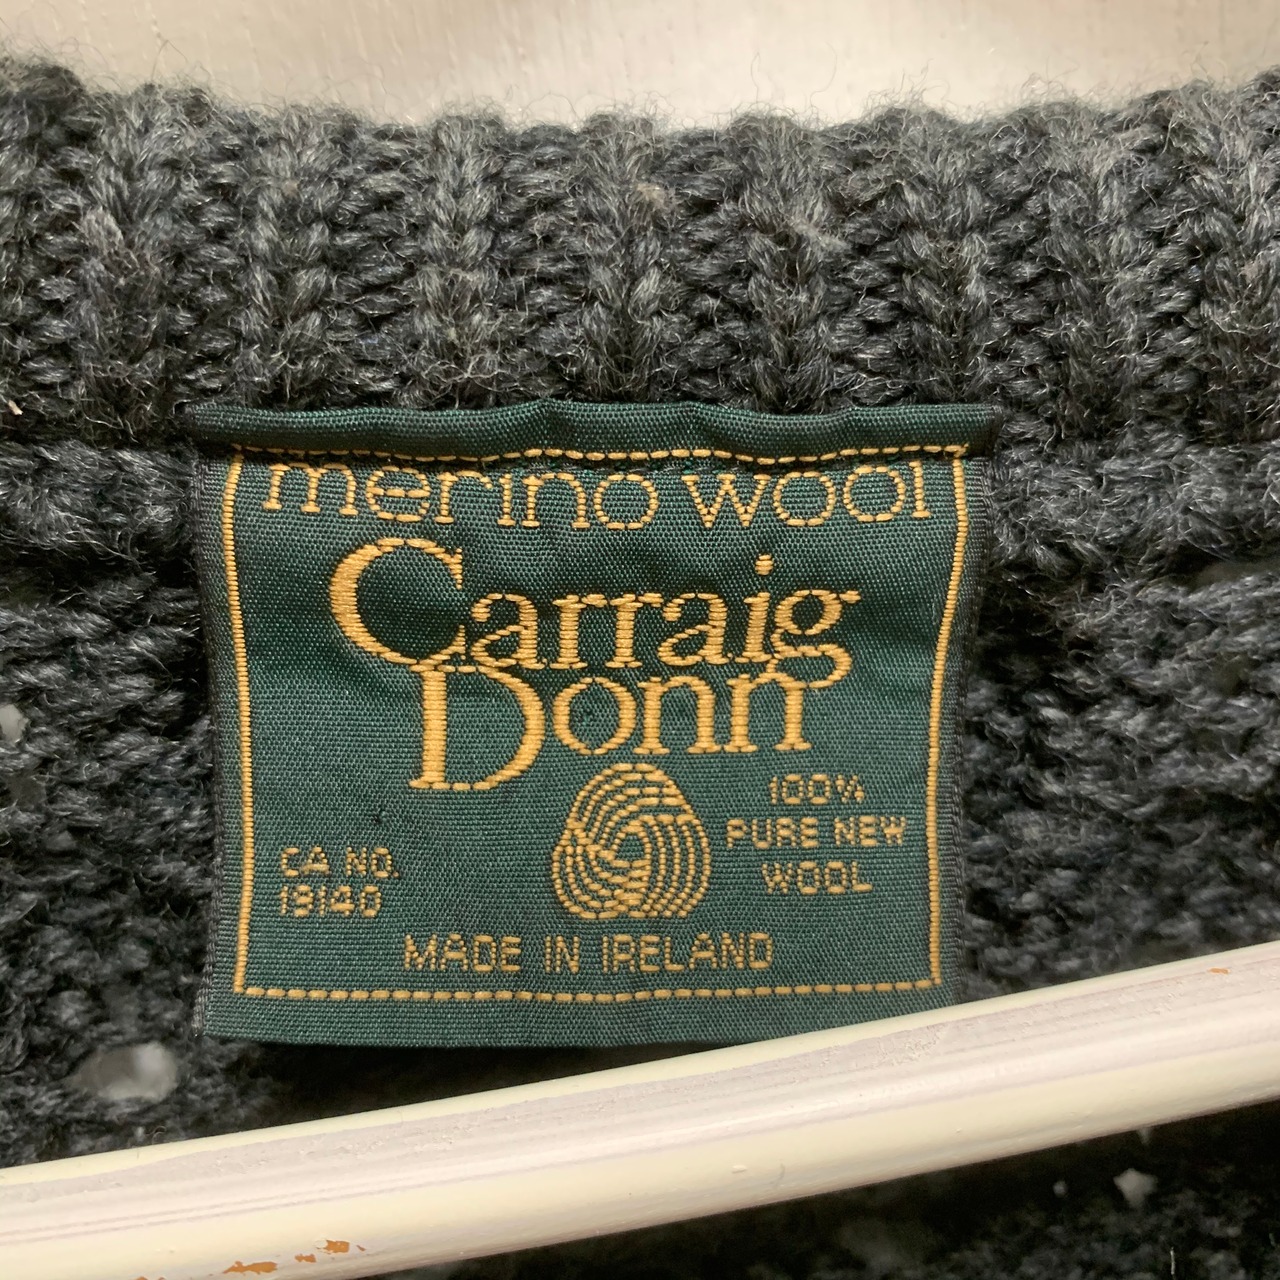 merino wool
Carraig
Donn
100%
PURE NEW
WOOL
CA. NO.
19140
MADE IN IRELAND